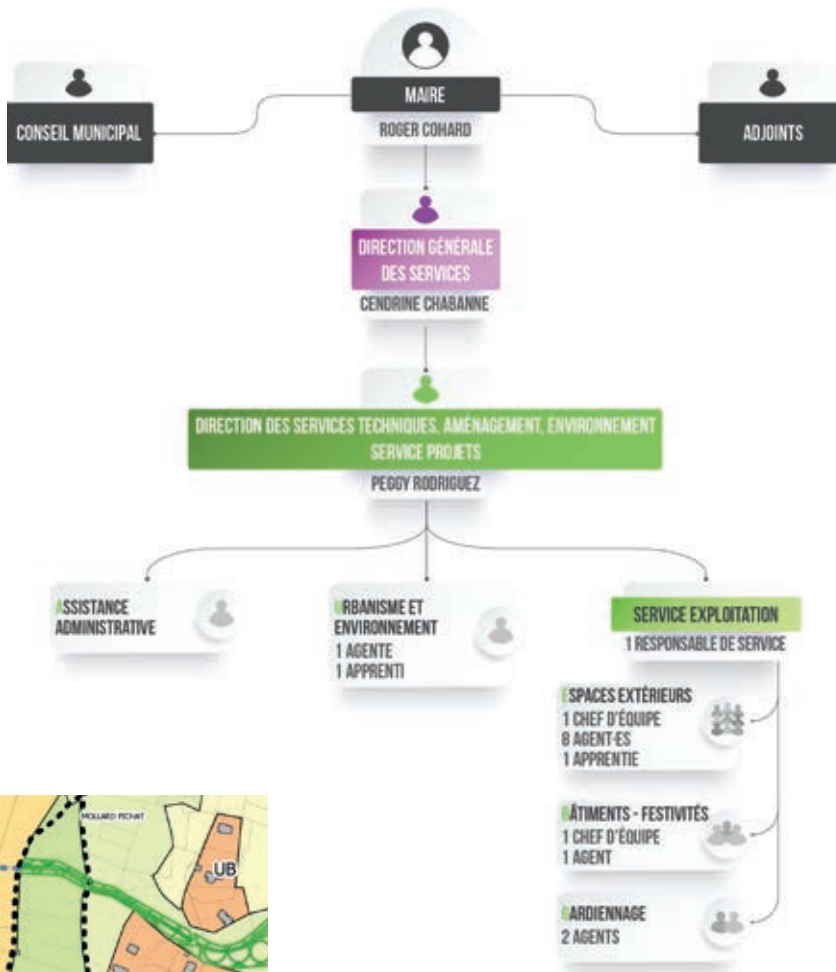 MAIRE
ROGER COHARD
CONSEIL MUNICIPAL
ADJOINTS
DIRECTION GÉNÉRALE
DES SERVICES
CENDRINE CHABANNE
DIRECTION DES SERVICES TECHNIQUES, AMÉNAGEMENT, ENVIRONNEMENT
SERVICE PROJETS
PEGGY RODRIGUEZ
ASSISTANCE
ADMINISTRATIVE
URBANISME ET
ENVIRONNEMENT
1 AGENTE
1 APPRENTI
SERVICE EXPLOITATION
1 RESPONSABLE DE SERVICE
ESPACES EXTÉRIEURS
1 CHEF D'ÉQUIPE
8 AGENT·ES
1 APPRENTIE
BÂTIMENTS - FESTIVITÉS
1 CHEF D'ÉQUIPE
1 AGENT
GARDIENNAGE
2 AGENTS
MOLLARD PICHAT
UB